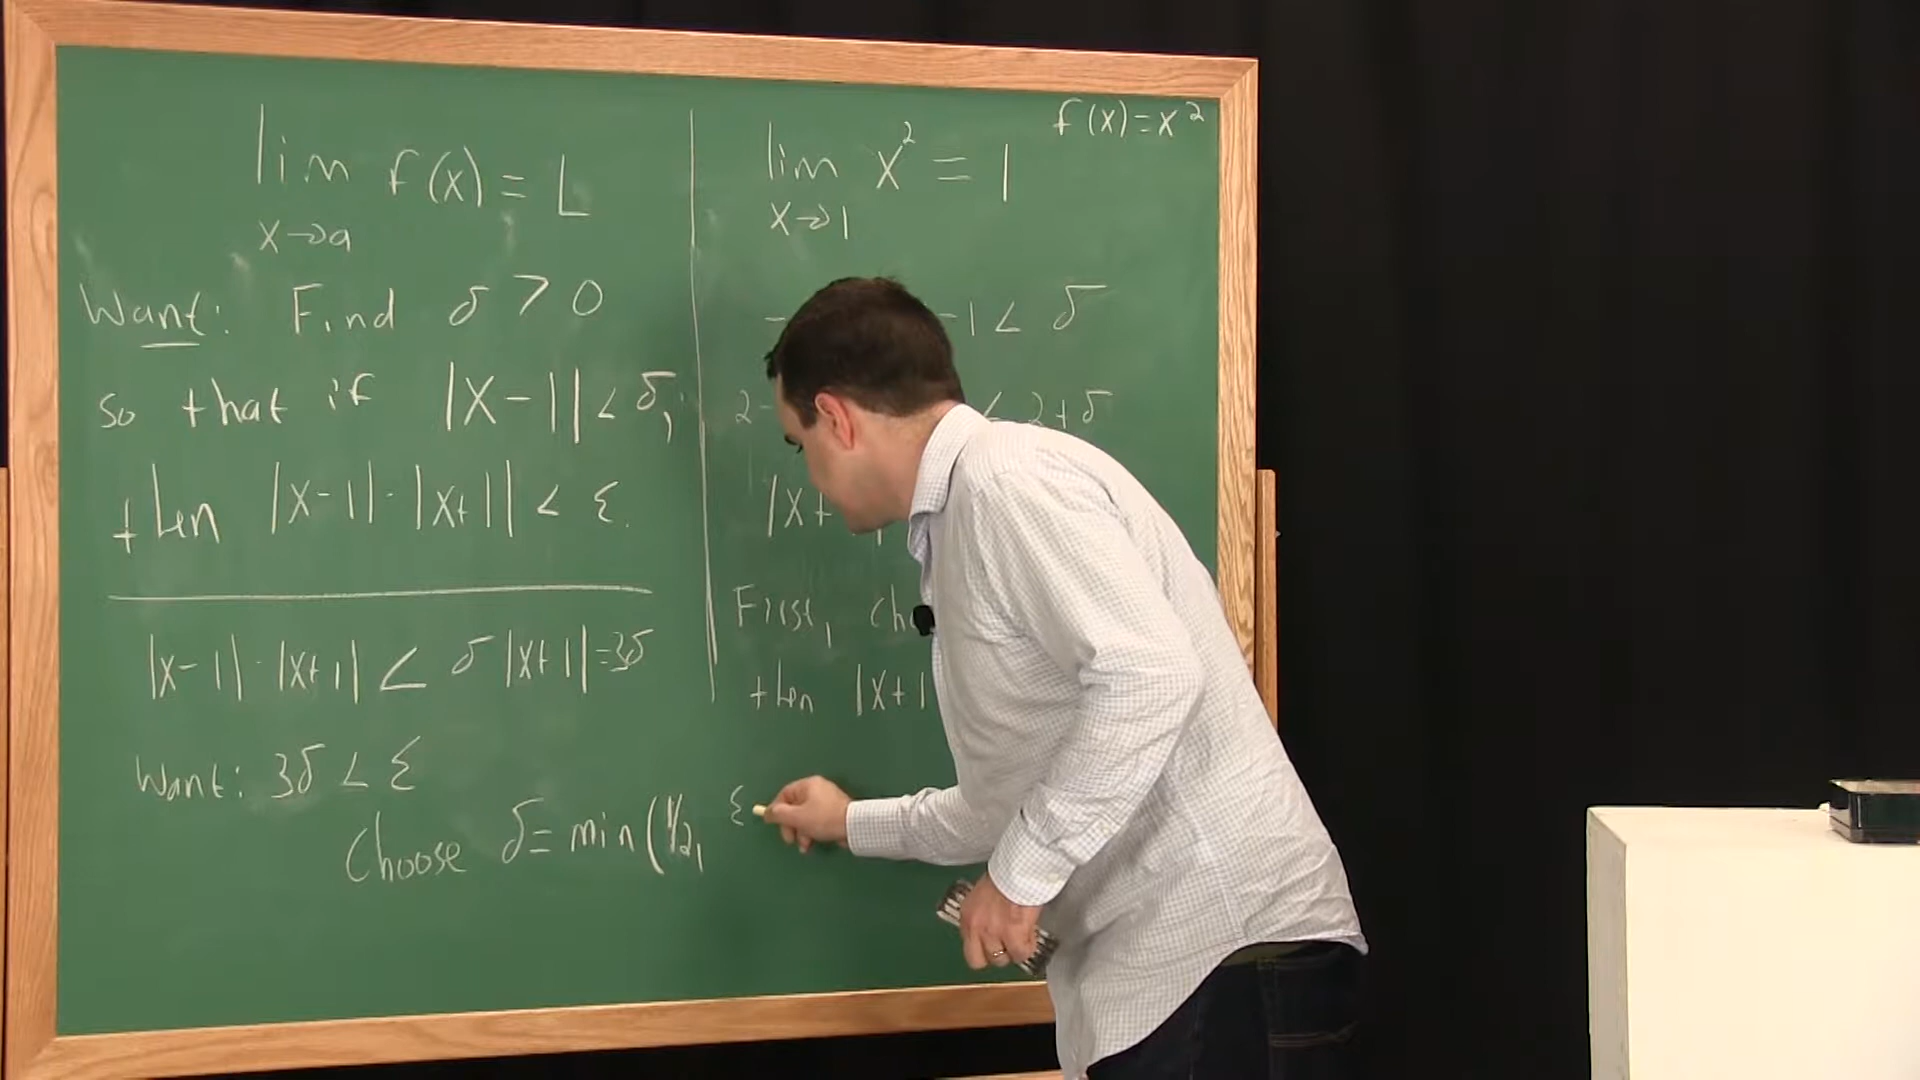 lim f(x) = L
x→a
Want: Find δ > 0
so that if |x-1| < δ,
then |x-1|·|x+1| < ε.
|x-1|·|x+1| < δ|x+1| = 3δ
Want: 3δ < ε
Choose δ = min(1/2, ε
f(x)=x²
lim x² = 1
x→1
- -1 < δ
2- < 2+δ
|x+
First,
then |x+1